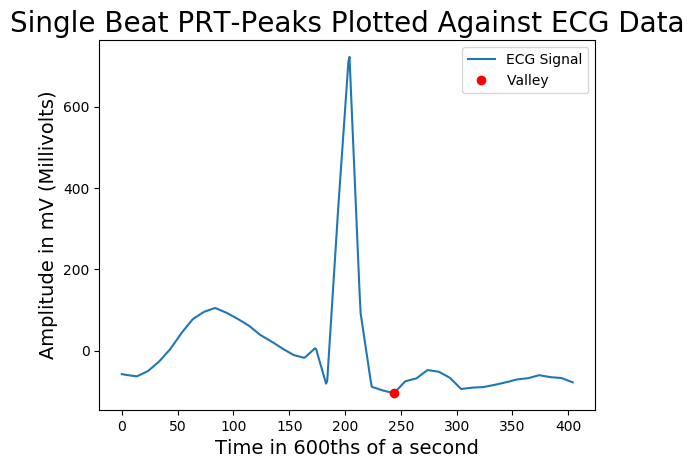 Single Beat PRT-Peaks Plotted Against ECG Data
ECG Signal
Valley
Amplitude in mV (Millivolts)
600
400
200
0
0 50 100 150 200 250 300 350 400
Time in 600ths of a second